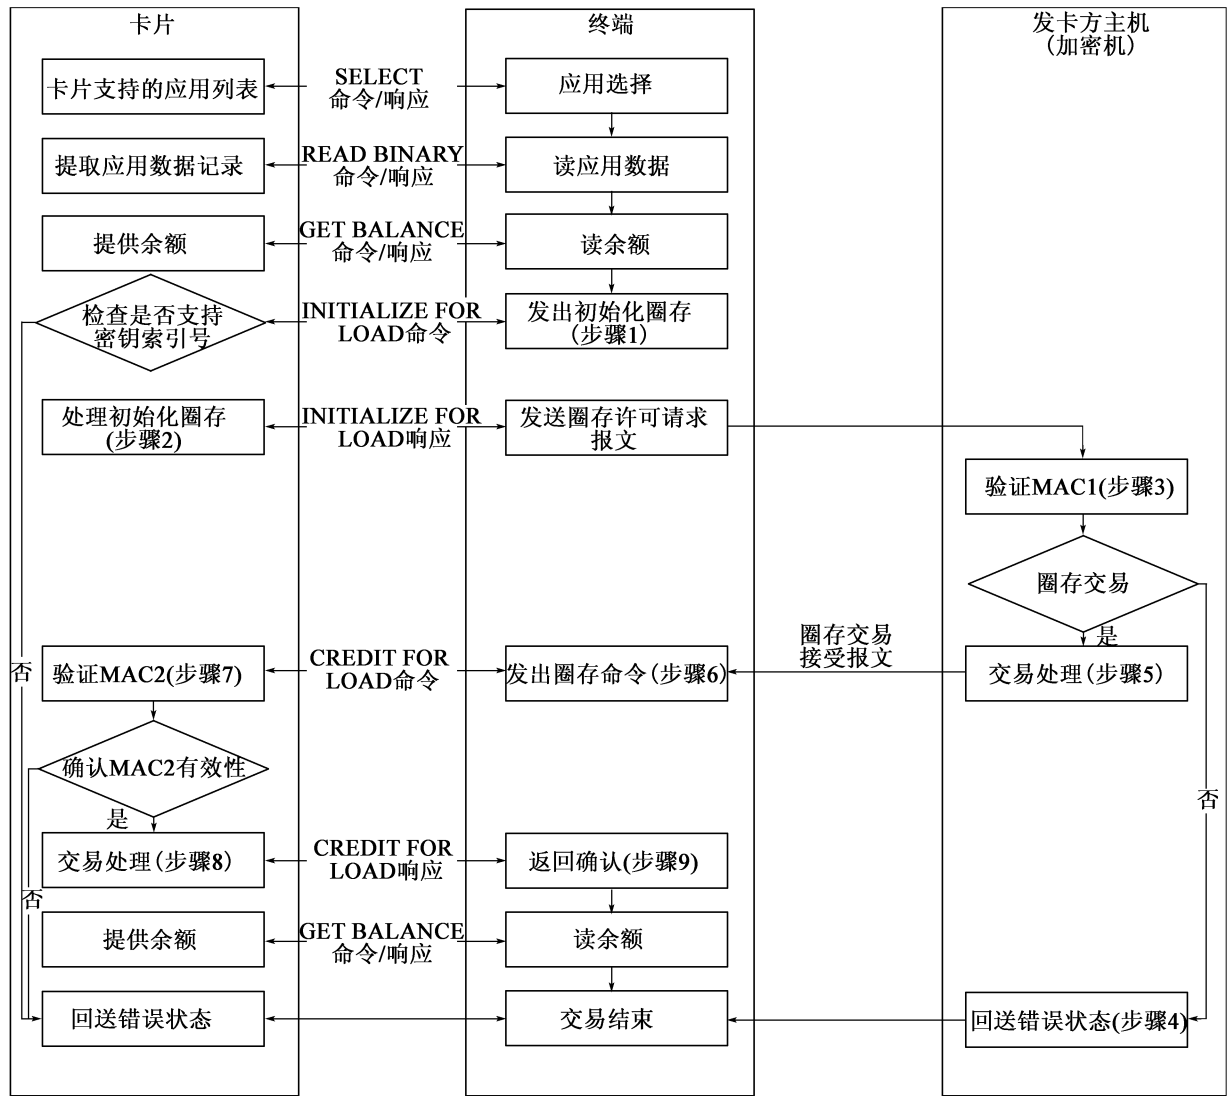 卡片
终端
发卡方主机
(加密机)
卡片支持的应用列表
SELECT
命令/响应
应用选择
提取应用数据记录
READ BINARY
命令/响应
读应用数据
提供余额
GET BALANCE
命令/响应
读余额
检查是否支持
密钥索引号
INITIALIZE FOR
LOAD命令
发出初始化圈存
(步骤1)
处理初始化圈存
(步骤2)
INITIALIZE FOR
LOAD响应
发送圈存许可请求
报文
验证MAC1(步骤3)
圈存交易
是
否
验证MAC2(步骤7)
CREDIT FOR
LOAD命令
发出圈存命令(步骤6)
圈存交易
接受报文
交易处理(步骤5)
确认MAC2有效性
否
是
交易处理(步骤8)
CREDIT FOR
LOAD响应
返回确认(步骤9)
否
提供余额
GET BALANCE
命令/响应
读余额
回送错误状态
交易结束
回送错误状态(步骤4)